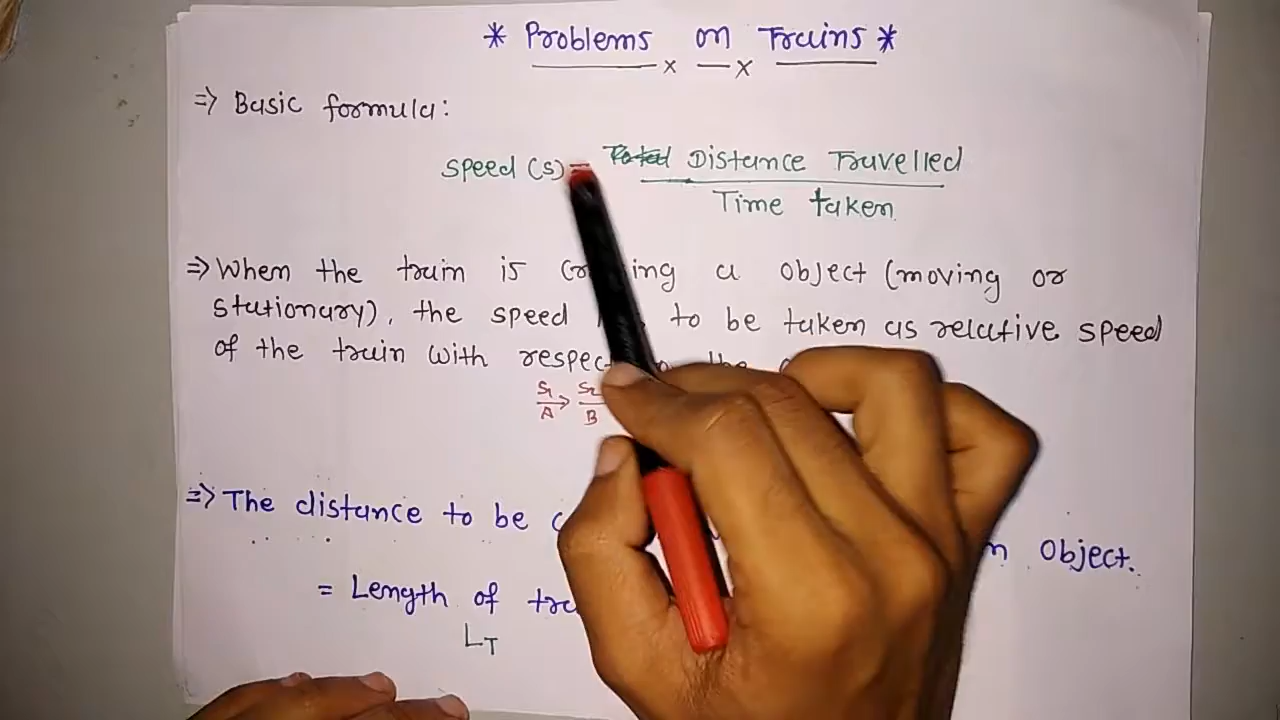 * Problems on Trains *
⇒ Basic formula:
Speed (s) = Distance Travelled
Time taken
⇒ When the train is a object (moving or
stationary), the speed to be taken as relative speed
of the train with respect the
S1 S2
A > B
⇒ The distance to be
Object.
= Length of
LT